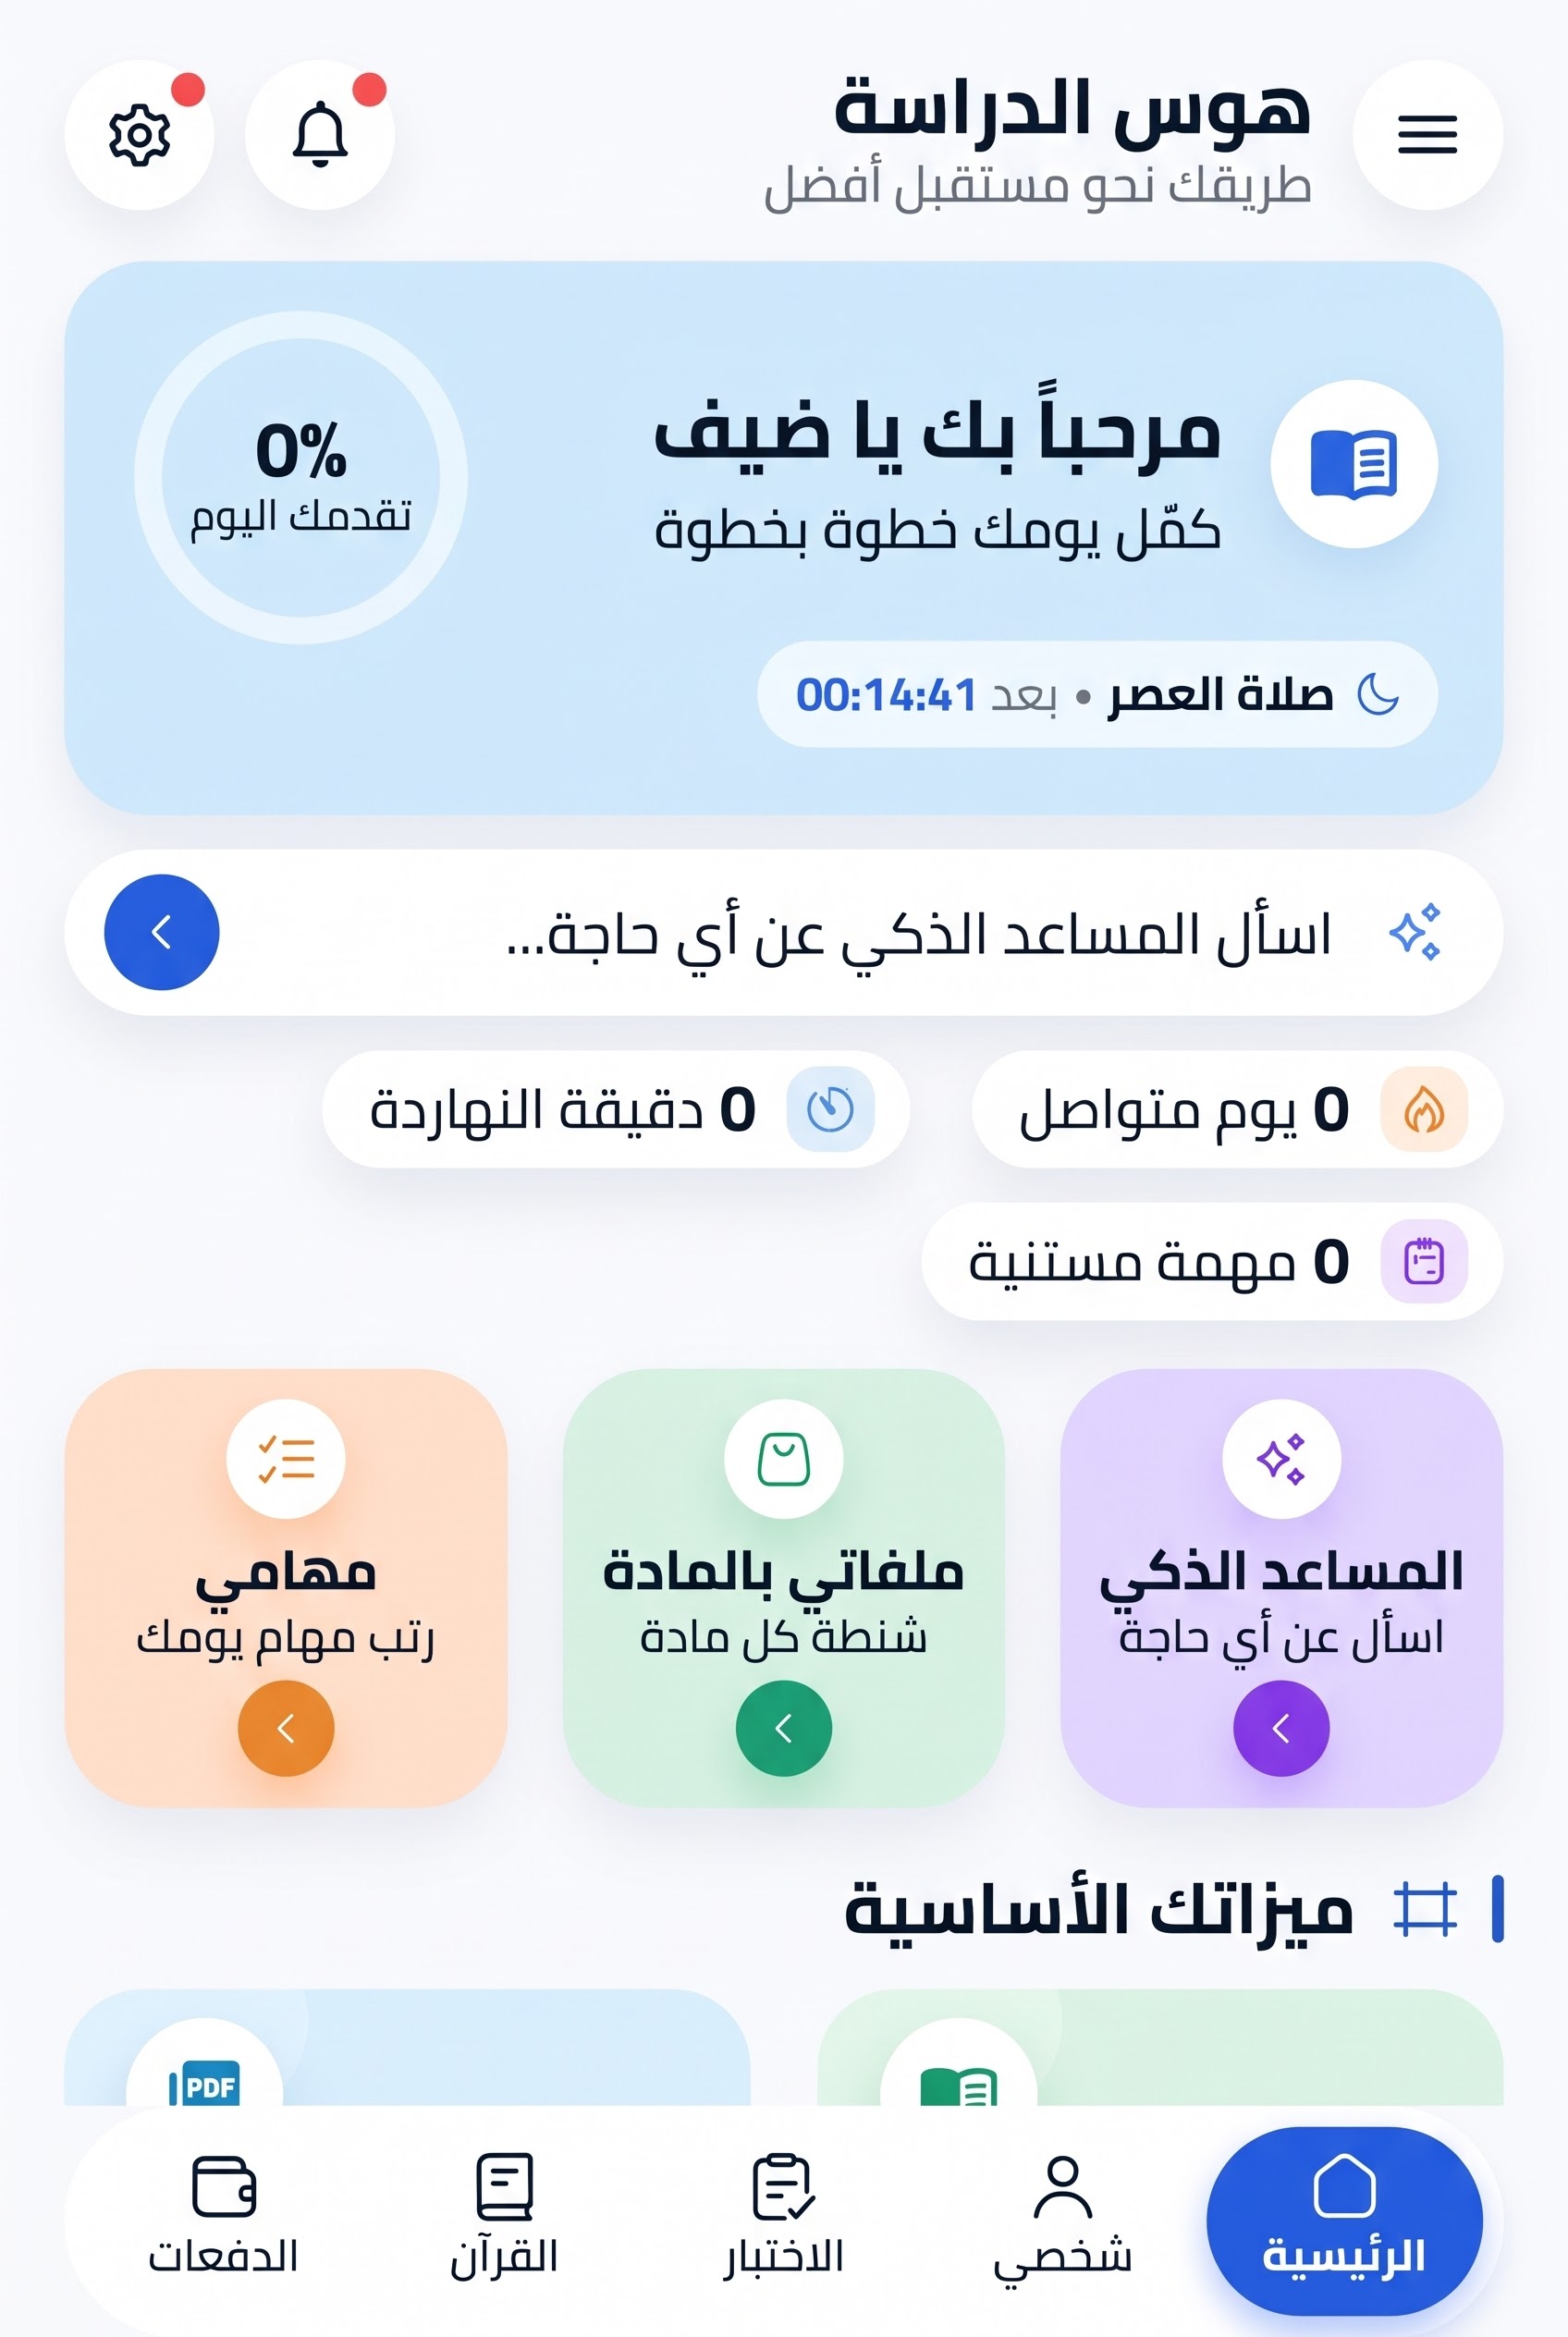 هوس الدراسة
طريقك نحو مستقبل أفضل
مرحباً بك يا ضيف
كمّل يومك خطوة بخطوة
0%
تقدمك اليوم
صلاة العصر • بعد 00:14:41
اسأل المساعد الذكي عن أي حاجة...
0 يوم متواصل
0 دقيقة النهاردة
0 مهمة مستنية
المساعد الذكي
اسأل عن أي حاجة
ملفاتي بالمادة
شنطة كل مادة
مهامي
رتب مهام يومك
ميزاتك الأساسية
PDF
الرئيسية
شخصي
الاختبار
القرآن
الدفعات